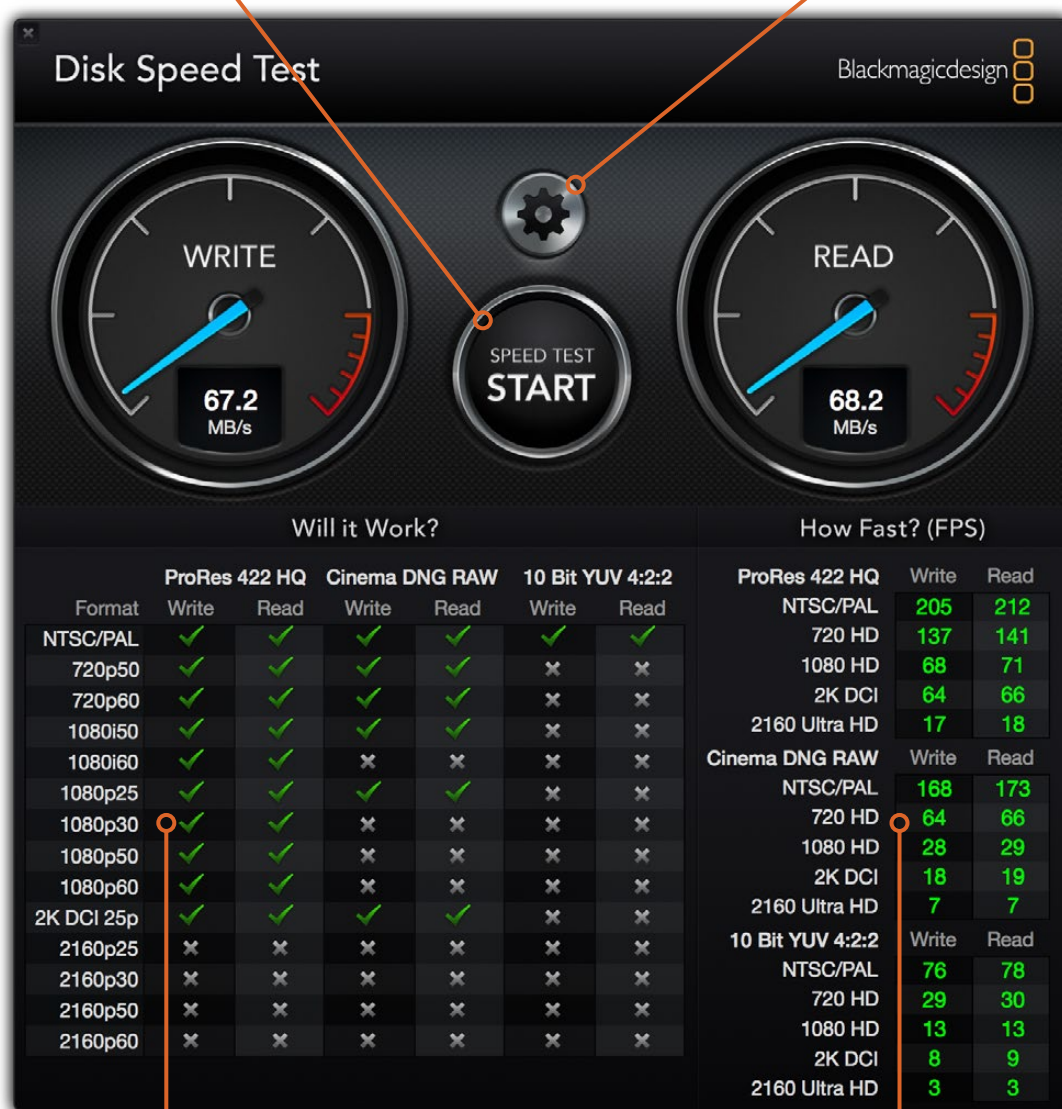 Disk Speed Test
Blackmagicdesign
WRITE
67.2
MB/s
SPEED TEST
START
READ
68.2
MB/s
Will it Work?
ProRes 422 HQ Cinema DNG RAW 10 Bit YUV 4:2:2
Format Write Read Write Read Write Read
NTSC/PAL
720p50
720p60
1080i50
1080i60
1080p25
1080p30
1080p50
1080p60
2K DCI 25p
2160p25
2160p30
2160p50
2160p60
How Fast? (FPS)
ProRes 422 HQ Write Read
NTSC/PAL 205 212
720 HD 137 141
1080 HD 68 71
2K DCI 64 66
2160 Ultra HD 17 18
Cinema DNG RAW Write Read
NTSC/PAL 168 173
720 HD 64 66
1080 HD 28 29
2K DCI 18 19
2160 Ultra HD 7 7
10 Bit YUV 4:2:2 Write Read
NTSC/PAL 76 78
720 HD 29 30
1080 HD 13 13
2K DCI 8 9
2160 Ultra HD 3 3